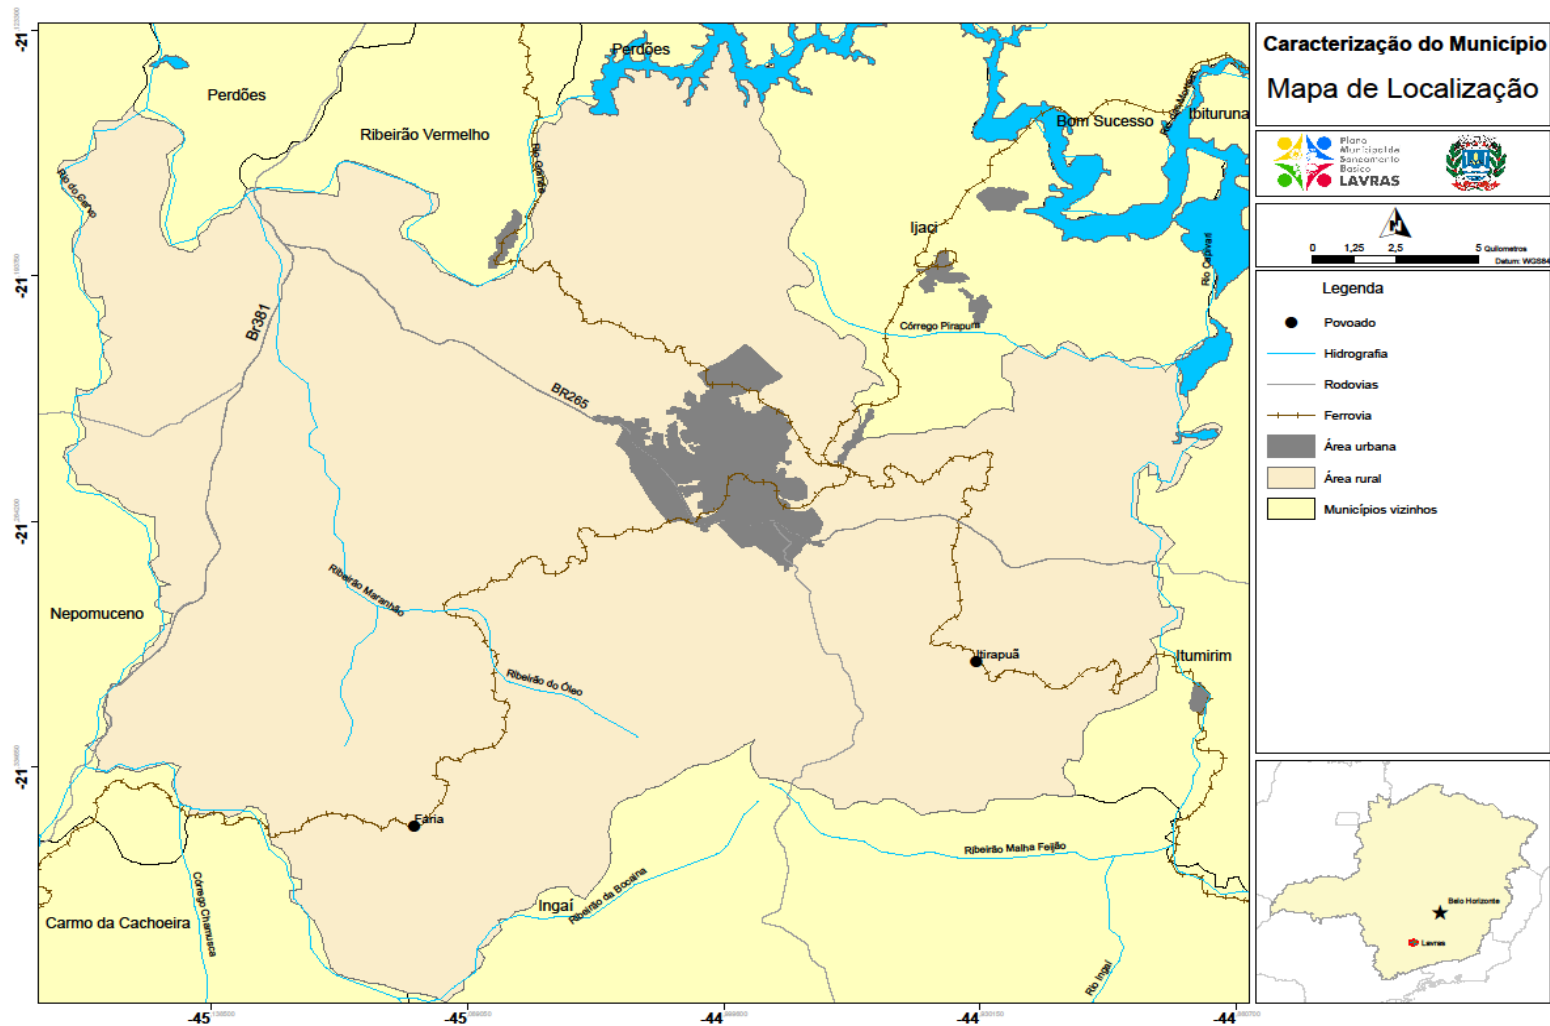 Perdões
Perdões
Ribeirão Vermelho
Bom Sucesso
Ibituruna
Rio das Mortes
Rio do Cervo
Rio Grande
Ijaci
Rio Capivari
Br381
Córrego Pirapum
BR265
Nepomuceno
Ribeirão Maranhão
Ribeirão do Óleo
Itirapuã
Itumirim
Faria
Ribeirão Malha Feijão
Ingaí
Ribeirão da Bocaina
Carmo da Cachoeira
Córrego Chamusca
Rio Ingaí
-21
-21
-21
-21
-45
-45
-44
-44
-44
Caracterização do Município
Mapa de Localização
Plano
Municipal de
Saneamento
Básico
LAVRAS
N
0 1,25 2,5 5 Quilometros
Datum: WGS84
Legenda
Povoado
Hidrografia
Rodovias
Ferrovia
Área urbana
Área rural
Municípios vizinhos
Belo Horizonte
Lavras